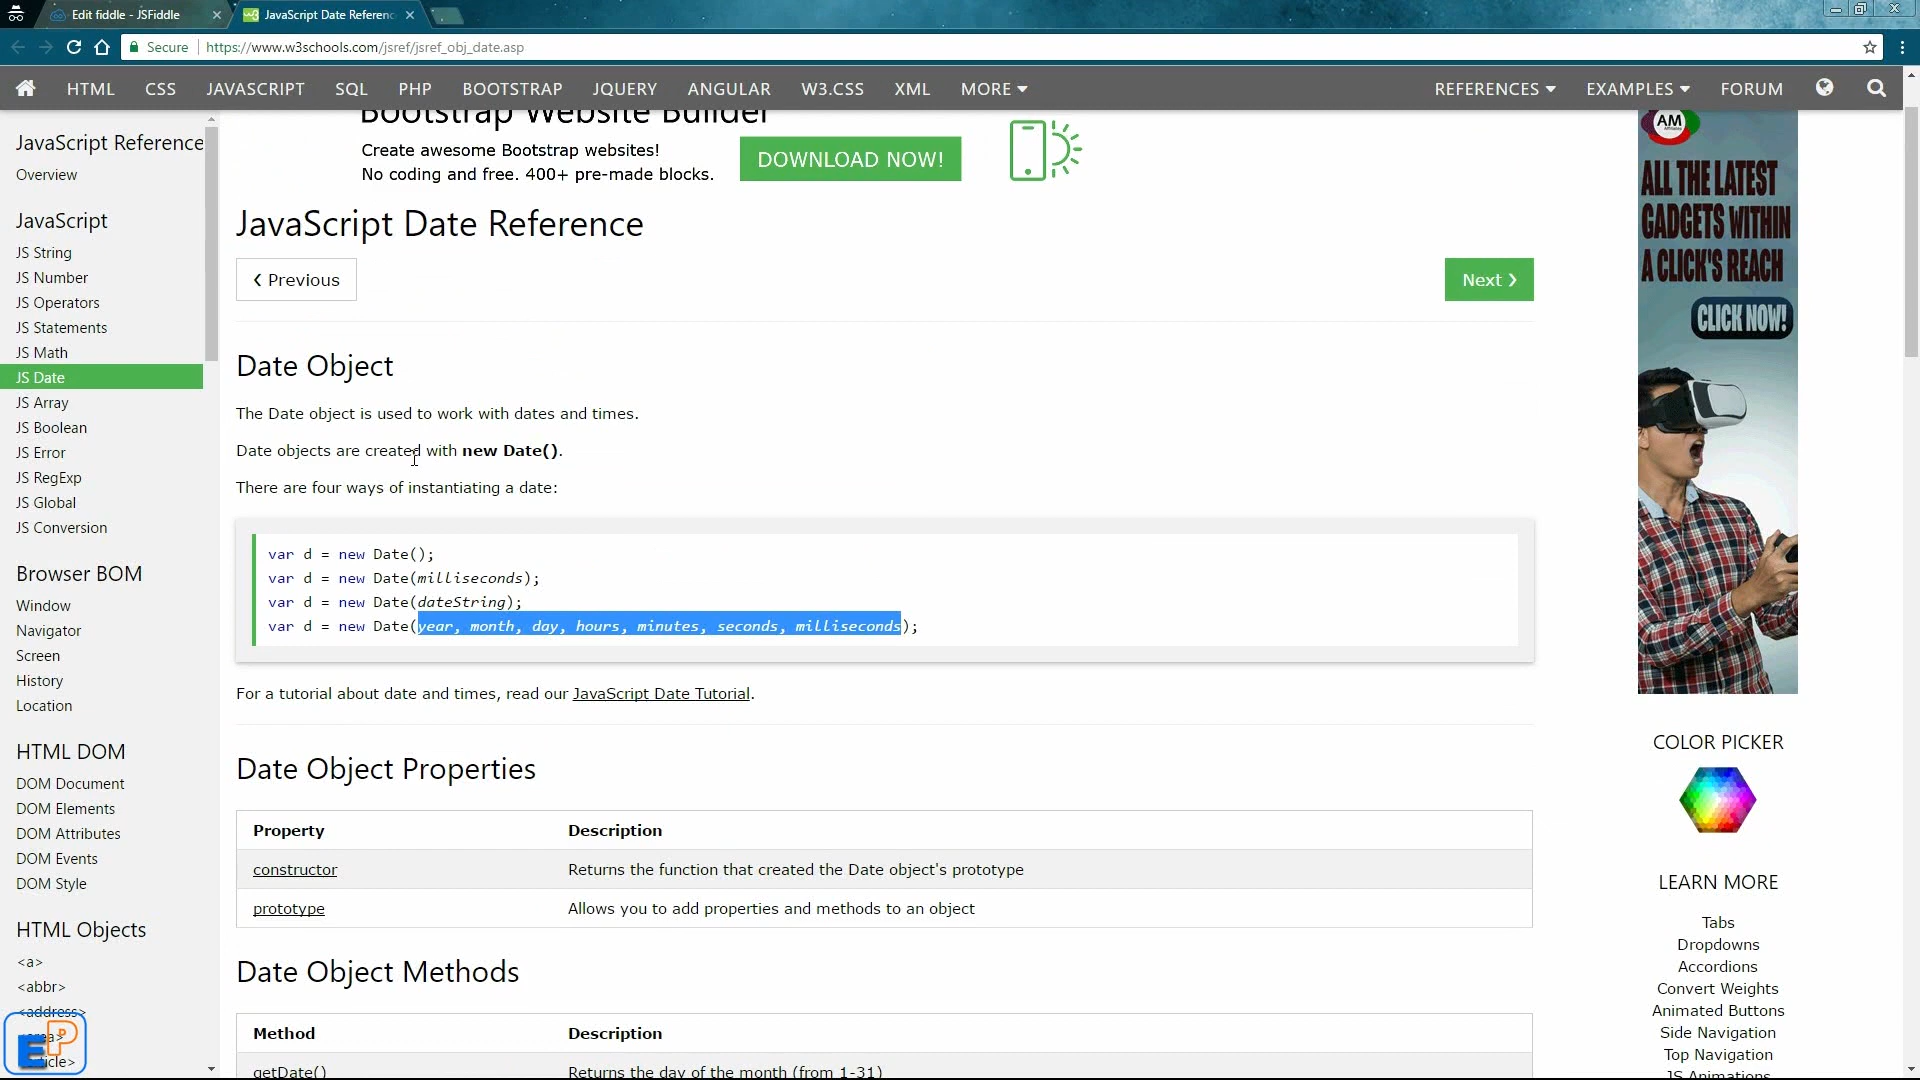 Edit fiddle - JSFiddle
JavaScript Date Referenc
Secure
https://www.w3schools.com/jsref/jsref_obj_date.asp
HTML CSS JAVASCRIPT SQL PHP BOOTSTRAP JQUERY ANGULAR W3.CSS XML MORE REFERENCES EXAMPLES FORUM
JavaScript Reference
Overview
JavaScript
JS String
JS Number
JS Operators
JS Statements
JS Math
JS Date
JS Array
JS Boolean
JS Error
JS RegExp
JS Global
JS Conversion
Browser BOM
Window
Navigator
Screen
History
Location
HTML DOM
DOM Document
DOM Elements
DOM Attributes
DOM Events
DOM Style
HTML Objects
<a>
<abbr>
<address>
EP
Bootstrap Website Builder
Create awesome Bootstrap websites!
No coding and free. 400+ pre-made blocks.
DOWNLOAD NOW!
JavaScript Date Reference
❮ Previous
Next ❯
Date Object
The Date object is used to work with dates and times.
Date objects are created with new Date().
There are four ways of instantiating a date:
var d = new Date();
var d = new Date(milliseconds);
var d = new Date(dateString);
var d = new Date(year, month, day, hours, minutes, seconds, milliseconds);
For a tutorial about date and times, read our JavaScript Date Tutorial.
Date Object Properties
Property Description
constructor Returns the function that created the Date object's prototype
prototype Allows you to add properties and methods to an object
Date Object Methods
Method Description
getDate() Returns the day of the month (from 1-31)
AM
ALL THE LATEST
GADGETS WITHIN
A CLICK'S REACH
CLICK NOW!
COLOR PICKER
LEARN MORE
Tabs
Dropdowns
Accordions
Convert Weights
Animated Buttons
Side Navigation
Top Navigation
JS Animations